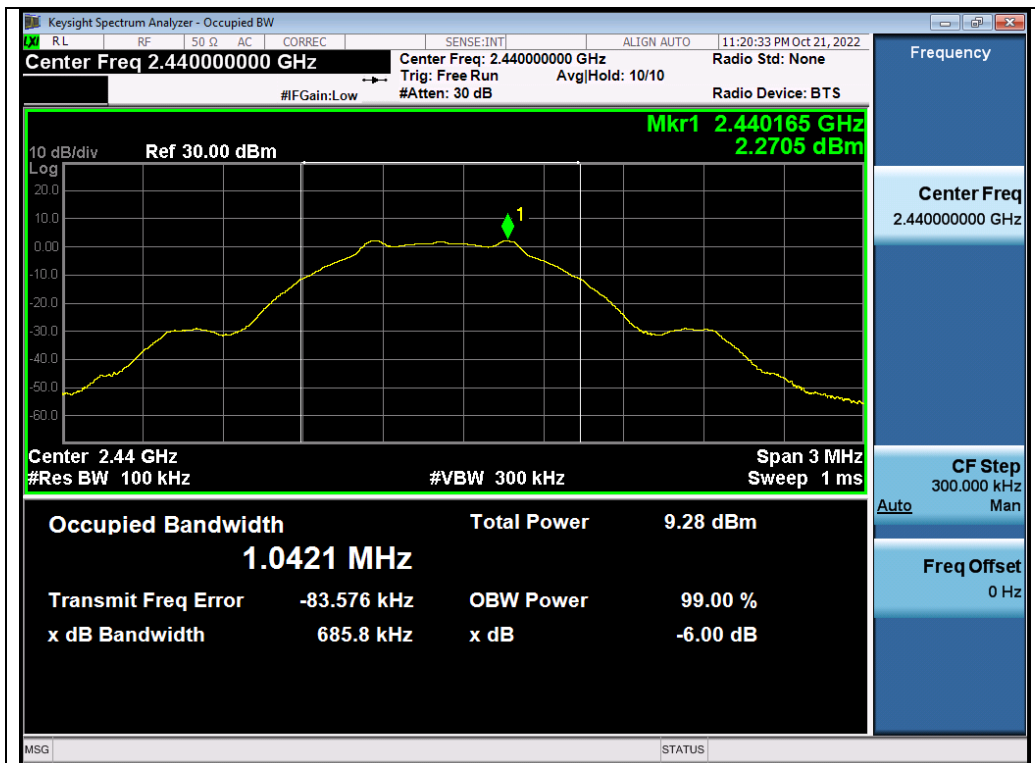 Keysight Spectrum Analyzer - Occupied BW
LXI RL RF 50 Ω AC CORREC SENSE:INT ALIGN AUTO 11:20:33 PM Oct 21, 2022
Center Freq 2.440000000 GHz
Center Freq: 2.440000000 GHz
Radio Std: None
Trig: Free Run Avg|Hold: 10/10
#IFGain:Low
#Atten: 30 dB
Radio Device: BTS
Mkr1 2.440165 GHz
2.2705 dBm
10 dB/div Ref 30.00 dBm
Log
20.0
10.0
1
0.00
-10.0
-20.0
-30.0
-40.0
-50.0
-60.0
Center 2.44 GHz Span 3 MHz
#Res BW 100 kHz #VBW 300 kHz Sweep 1 ms
Occupied Bandwidth Total Power 9.28 dBm
1.0421 MHz
Transmit Freq Error -83.576 kHz OBW Power 99.00 %
x dB Bandwidth 685.8 kHz x dB -6.00 dB
MSG STATUS
Frequency
Center Freq
2.440000000 GHz
CF Step
300.000 kHz
Auto Man
Freq Offset
0 Hz